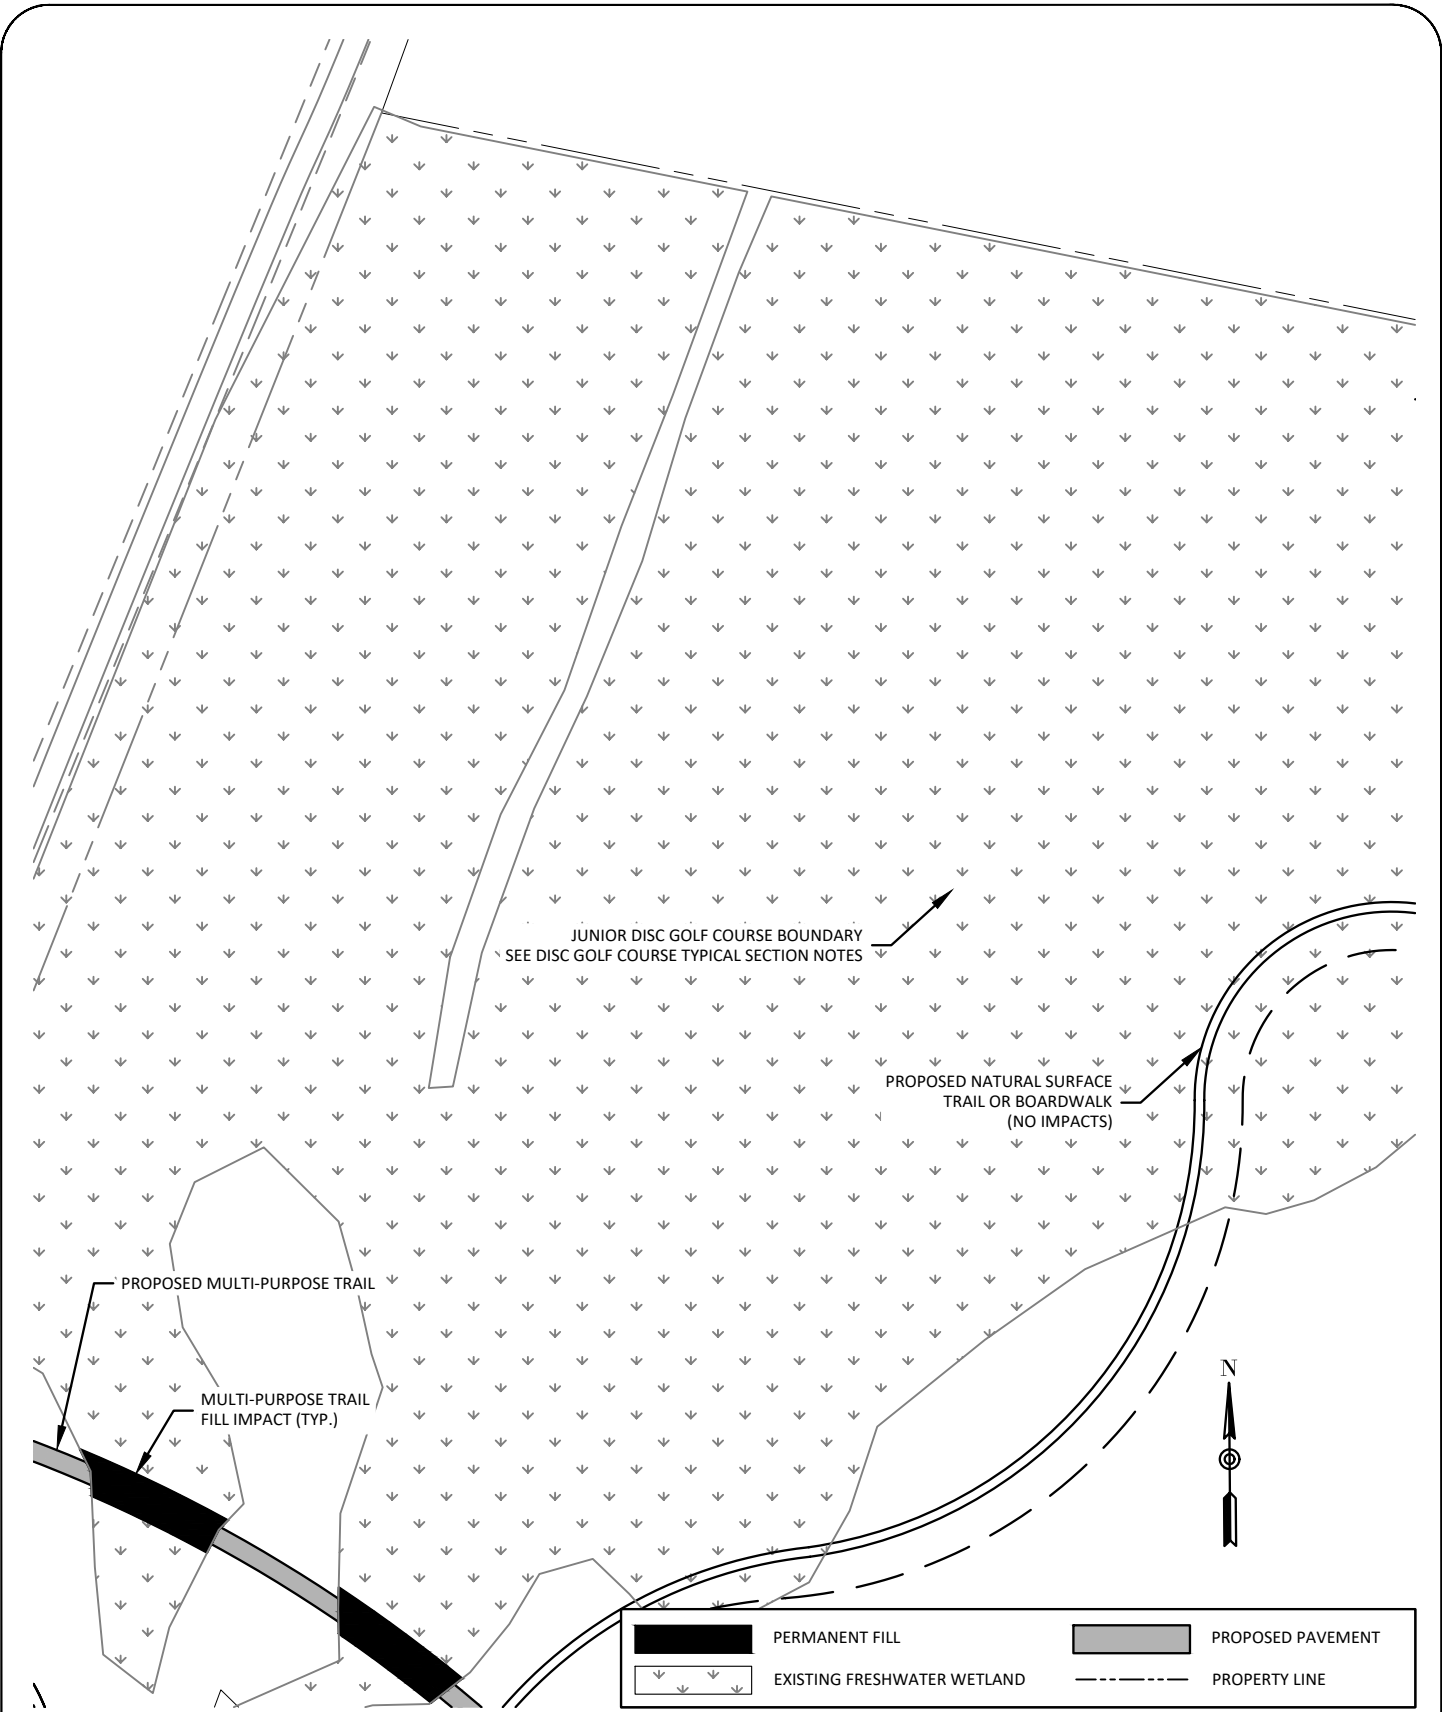 JUNIOR DISC GOLF COURSE BOUNDARY
SEE DISC GOLF COURSE TYPICAL SECTION NOTES
PROPOSED NATURAL SURFACE
TRAIL OR BOARDWALK
(NO IMPACTS)
PROPOSED MULTI-PURPOSE TRAIL
MULTI-PURPOSE TRAIL
FILL IMPACT (TYP.)
N
PERMANENT FILL
PROPOSED PAVEMENT
EXISTING FRESHWATER WETLAND
PROPERTY LINE